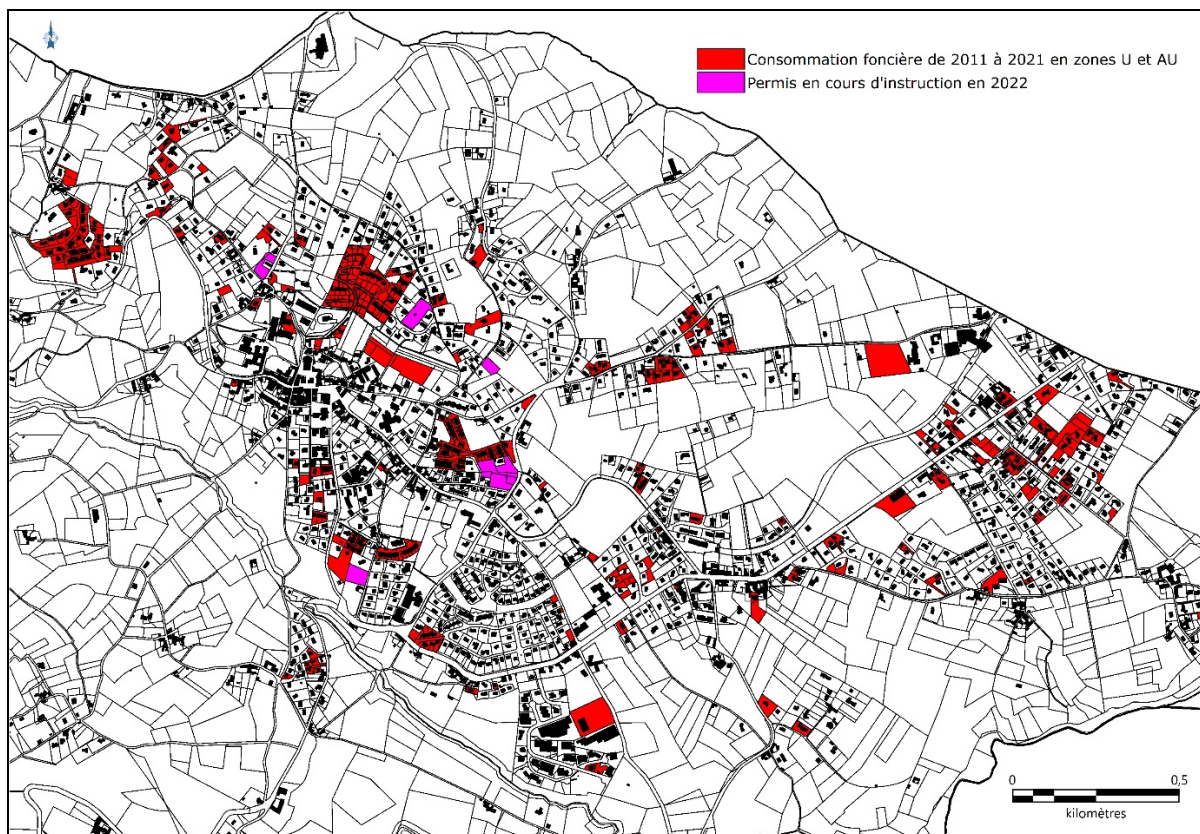 N
Consommation foncière de 2011 à 2021 en zones U et AU
Permis en cours d'instruction en 2022
0 0,5
kilomètres